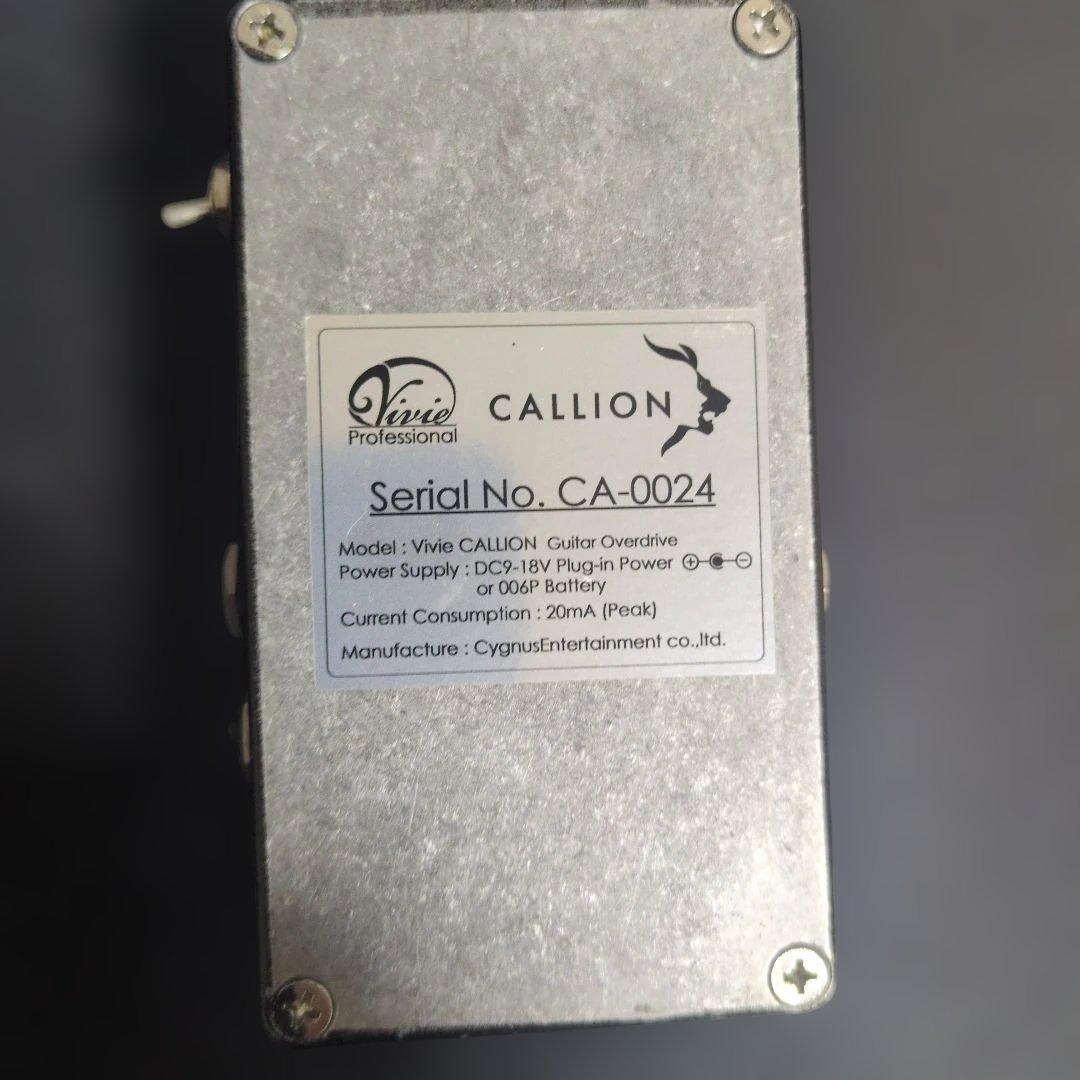 Vivie
Professional
CALLION
Serial No. CA-0024
Model : Vivie CALLION Guitar Overdrive
Power Supply : DC9-18V Plug-in Power
or 006P Battery
Current Consumption : 20mA (Peak)
Manufacture : CygnusEntertainment co.,ltd.